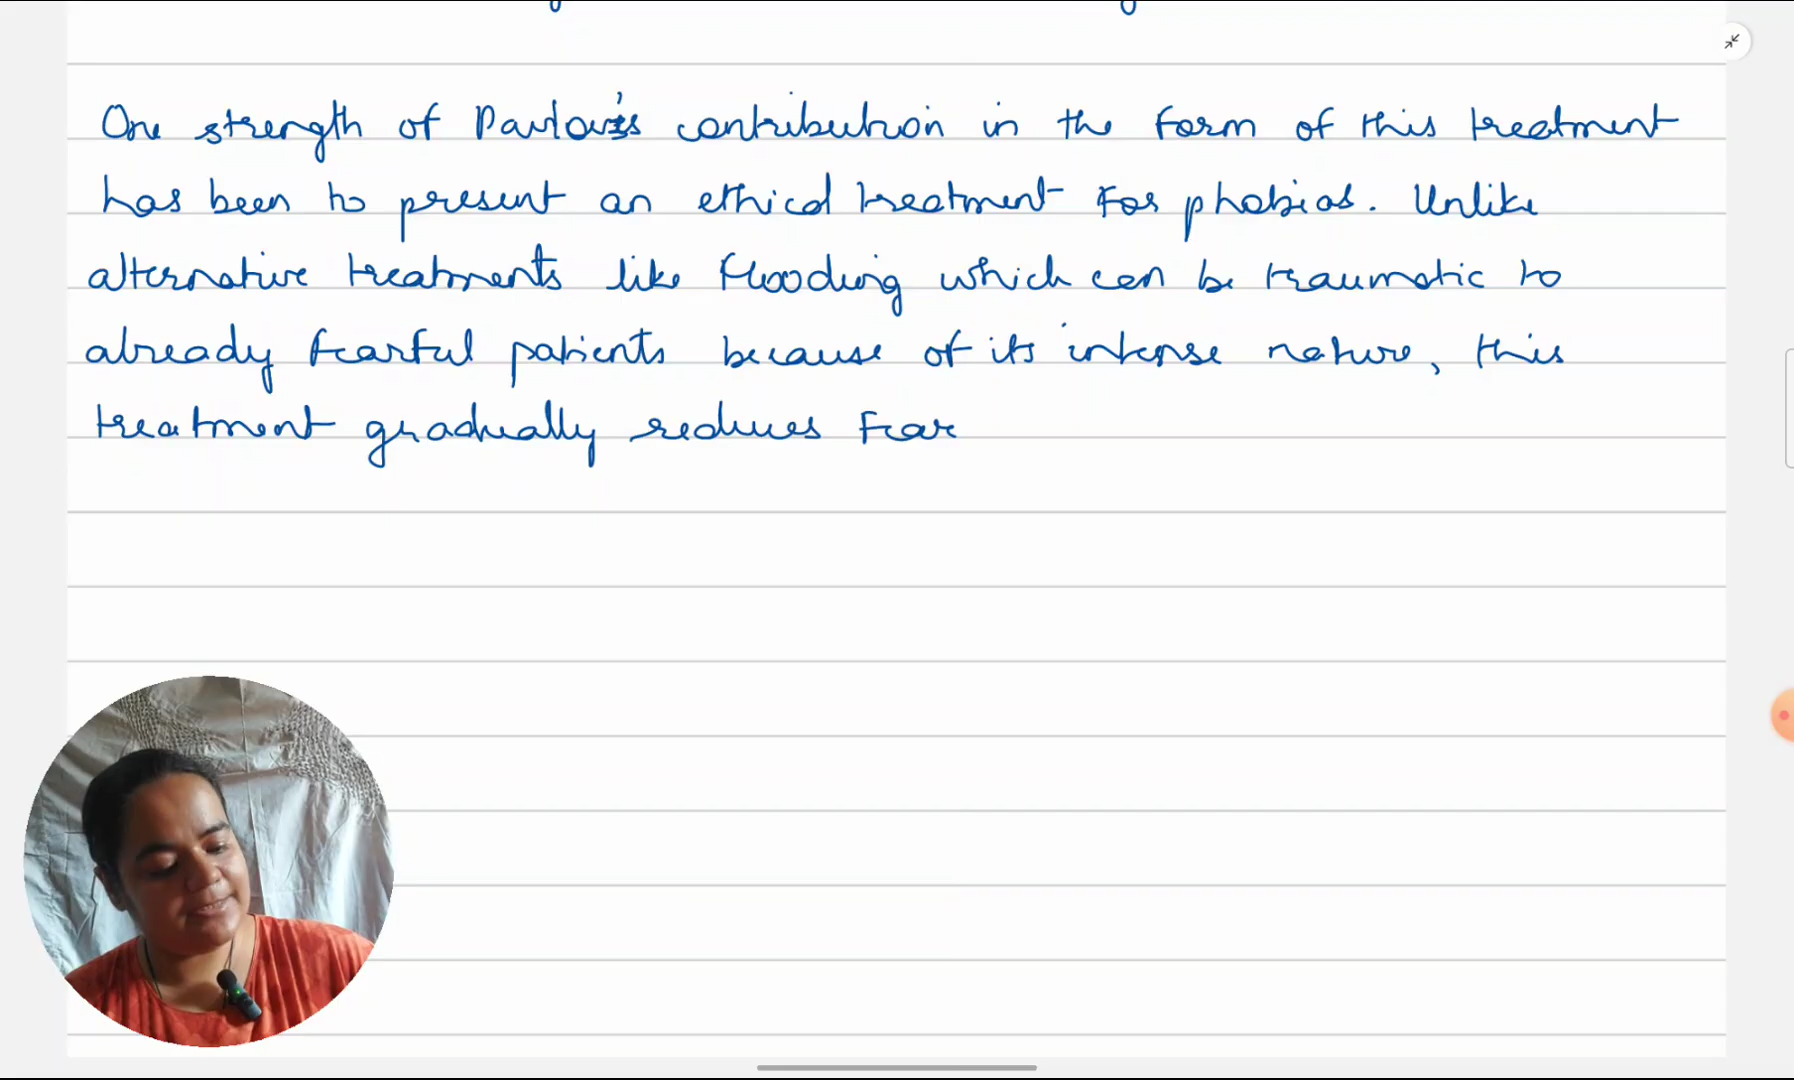 One strength of Pavlov's contribution in the form of this treatment
has been to present an ethical treatment for phobias. Unlike
alternative treatments like flooding which can be traumatic to
already fearful patients because of its intense nature, this
treatment gradually reduces fear